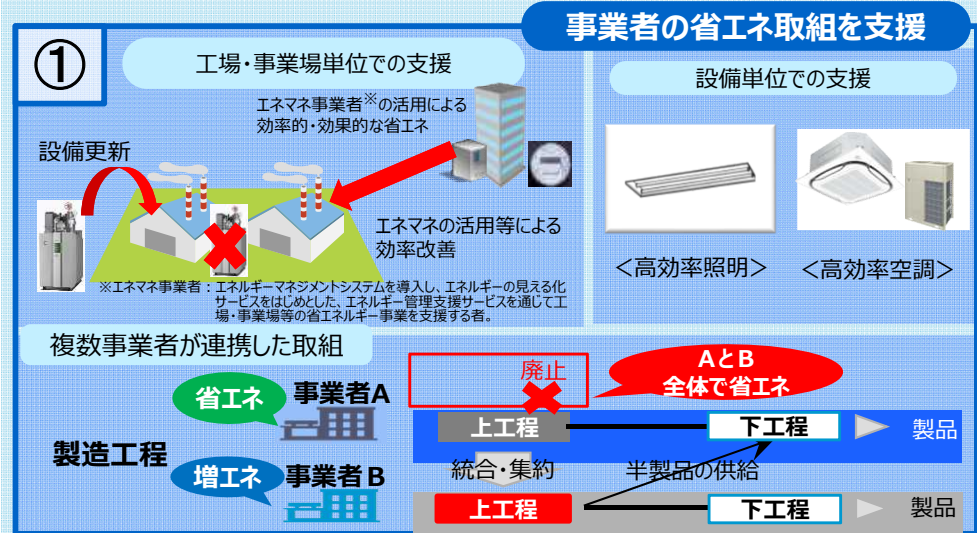 事業者の省エネ取組を支援
①
工場・事業場単位での支援
エネマネ事業者※の活用による
効率的・効果的な省エネ
設備更新
エネマネの活用等による
効率改善
※エネマネ事業者：エネルギーマネジメントシステムを導入し、エネルギーの見える化
サービスをはじめとした、エネルギー管理支援サービスを通じて工
場・事業場等の省エネルギー事業を支援する者。
設備単位での支援
＜高効率照明＞
＜高効率空調＞
複数事業者が連携した取組
製造工程
省エネ
事業者A
増エネ
事業者B
廃止
AとB
全体で省エネ
上工程
下工程
製品
統合・集約
半製品の供給
上工程
下工程
製品